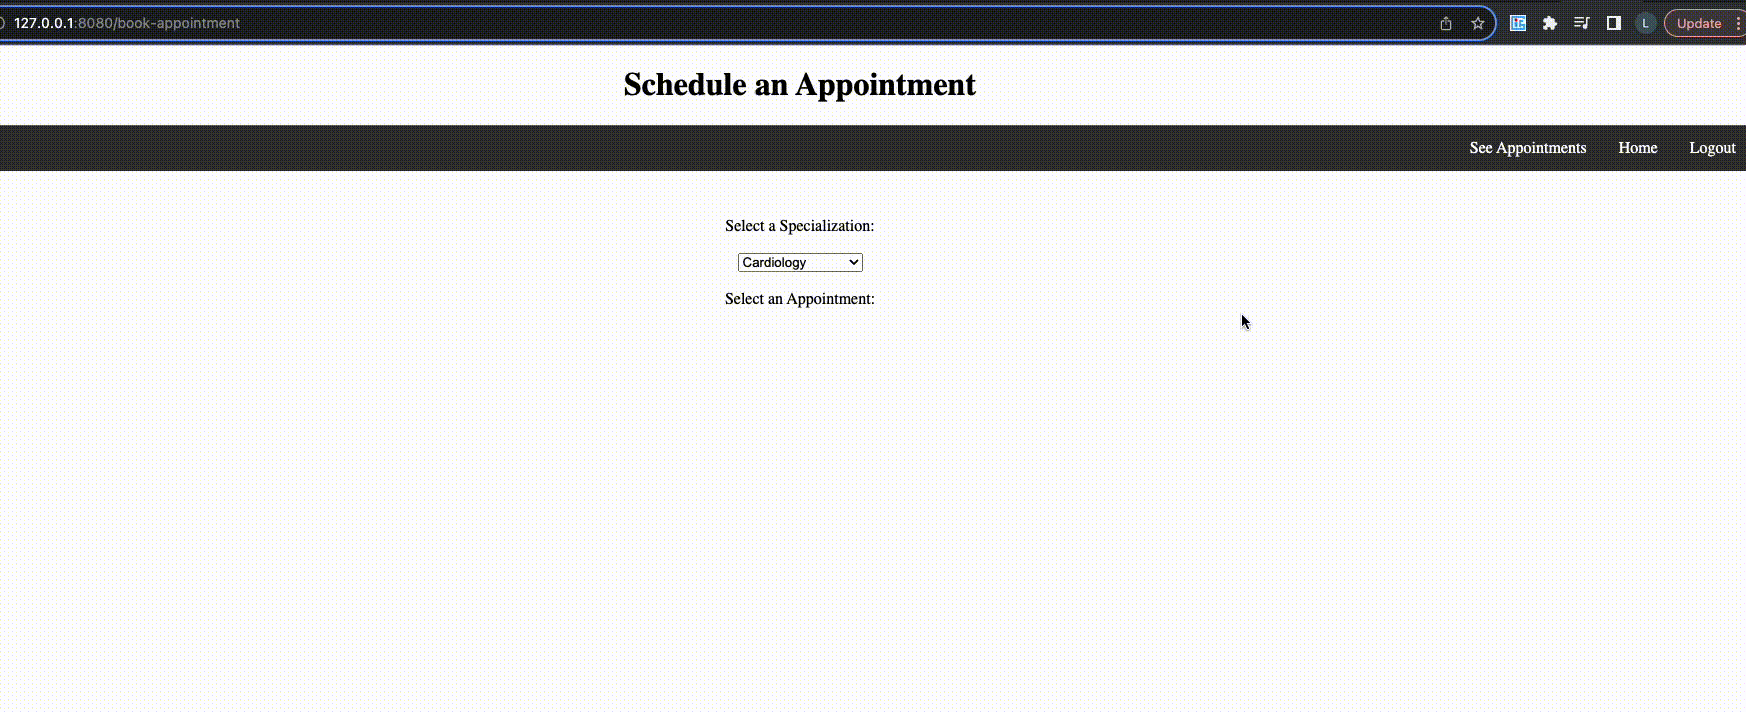 127.0.0.1:8080/book-appointment
L
Update
Schedule an Appointment
See Appointments Home Logout
Select a Specialization:
Cardiology
Select an Appointment: